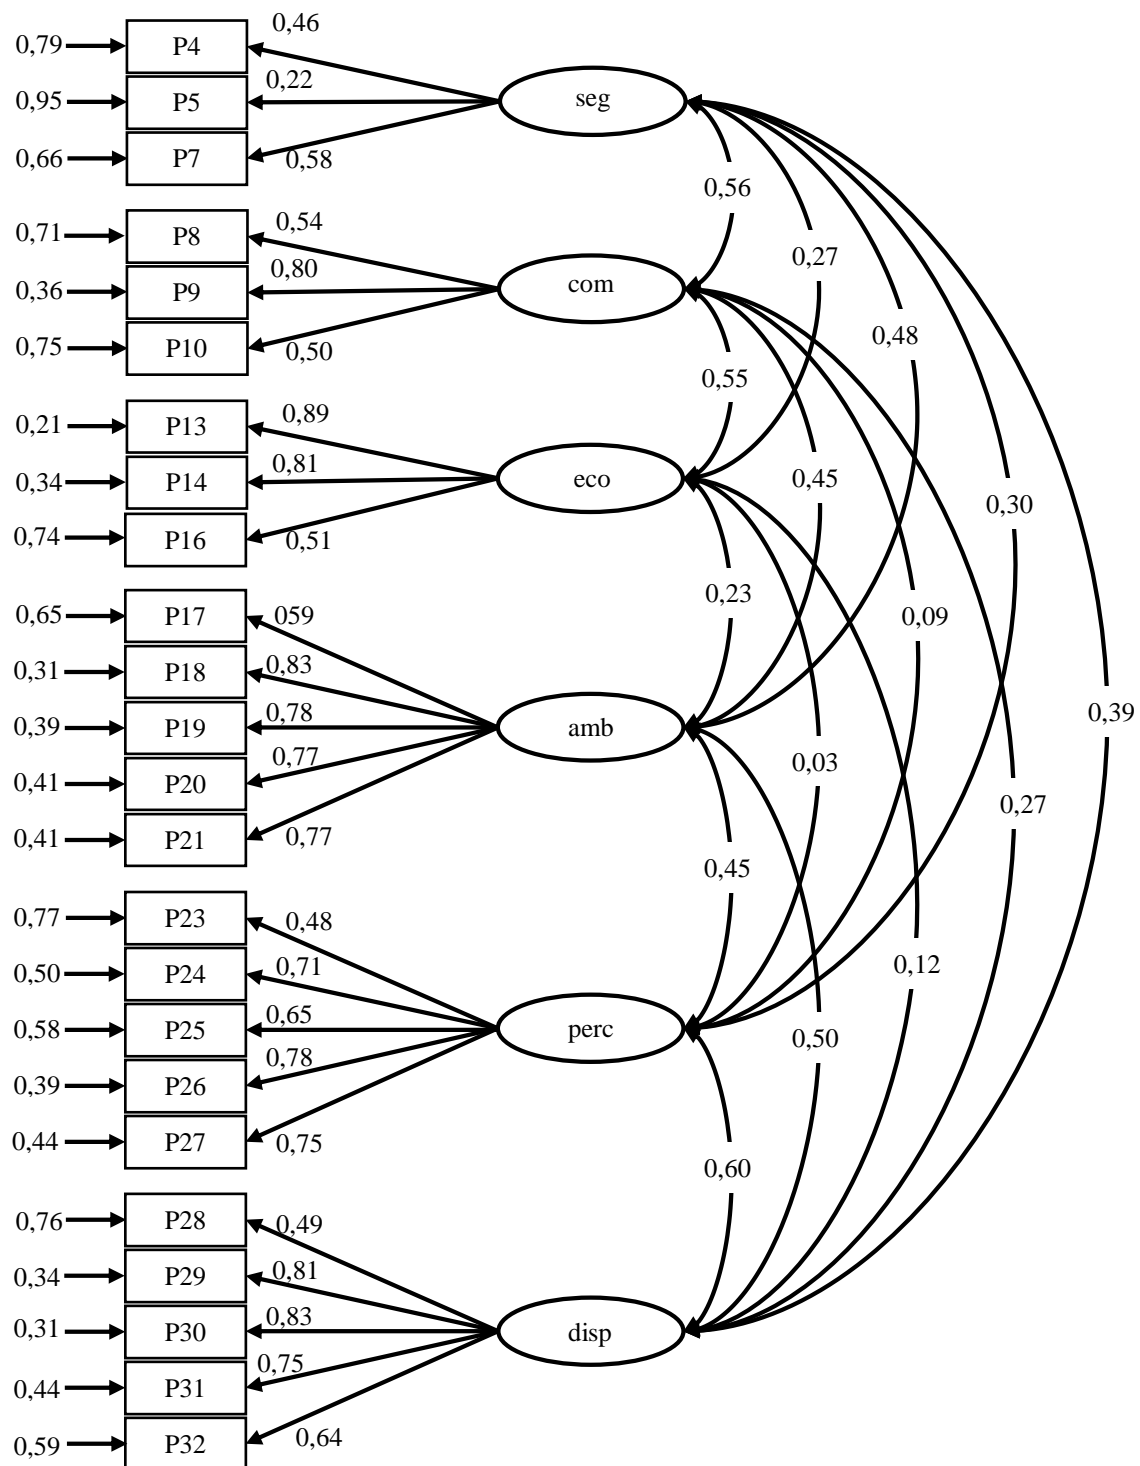 0,46
0,79 P4
0,22 seg
0,95 P5
0,66 P7 0,58
0,56
0,54
0,71 P8
0,27
0,80 com
0,36 P9
0,48
0,75 P10 0,50
0,55
0,89
0,21 P13
0,81 eco 0,45
0,34 P14
0,30
0,74 P16 0,51
0,23
0,65 P17 059 0,09
0,83
0,31 P18
0,78 0,39
0,39 P19 amb
0,77 0,03
0,41 P20
0,27
0,41 P21 0,77
0,45
0,77 P23 0,48
0,71 0,12
0,50 P24
0,65
0,58 P25 perc
0,50
0,78
0,39 P26
0,44 P27 0,75
0,60
0,76 P28 0,49
0,81
0,34 P29
0,83
0,31 P30 disp
0,75
0,44 P31
0,64
0,59 P32